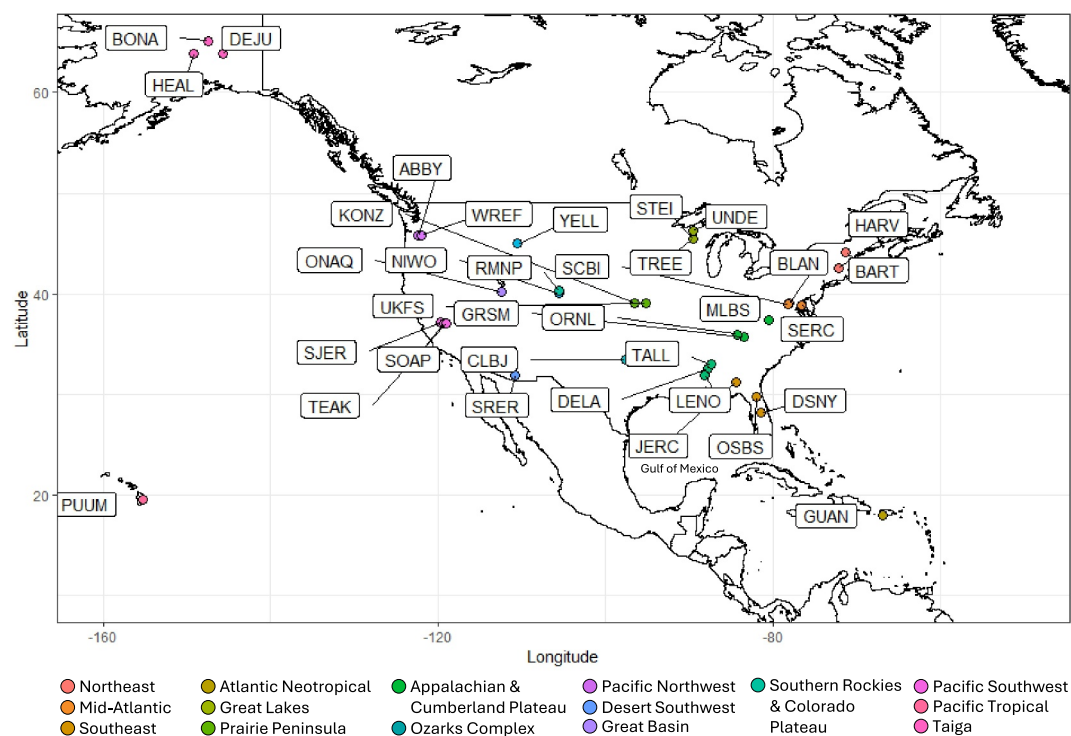 BONA
DEJU
HEAL
60
ABBY
KONZ
WREF
YELL
STEI
UNDE
HARV
ONAQ
NIWO
RMNP
SCBI
TREE
BLAN
BART
40
Latitude
UKFS
GRSM
ORNL
MLBS
SERC
SJER
SOAP
CLBJ
TALL
TEAK
SRER
DELA
LENO
DSNY
JERC
OSBS
Gulf of Mexico
20
PUUM
GUAN
-160
-120
-80
Longitude
Northeast
Mid-Atlantic
Southeast
Atlantic Neotropical
Great Lakes
Prairie Peninsula
Appalachian &
Cumberland Plateau
Ozarks Complex
Pacific Northwest
Desert Southwest
Great Basin
Southern Rockies
& Colorado
Plateau
Pacific Southwest
Pacific Tropical
Taiga